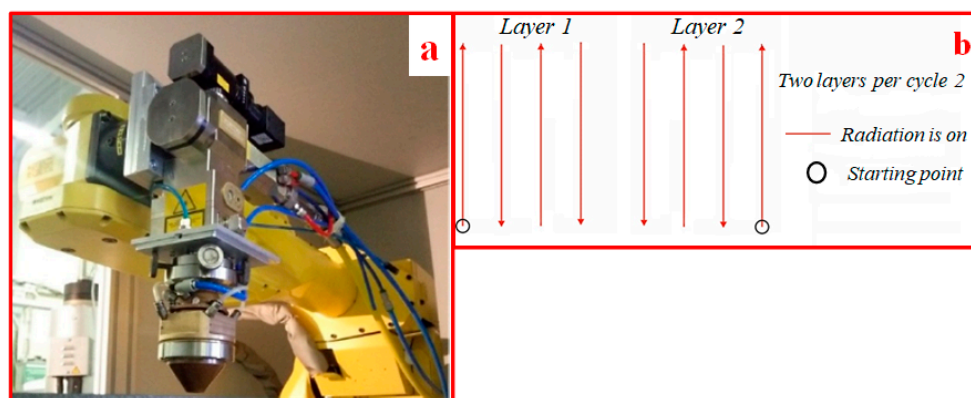 a
Layer 1
Layer 2
b
Two layers per cycle 2
Radiation is on
Starting point